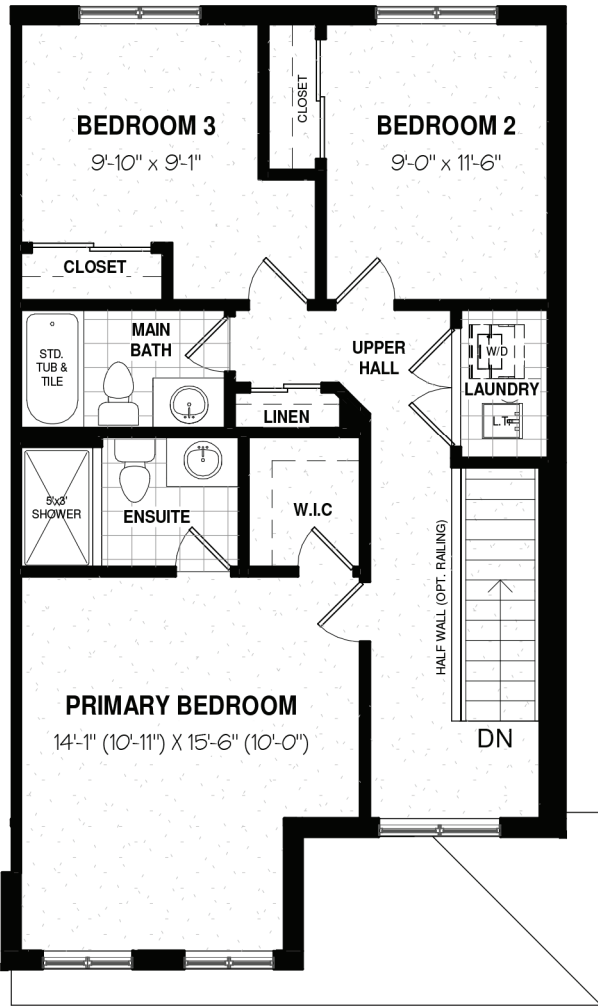 BEDROOM 3
9'-10" x 9'-1"
CLOSET
BEDROOM 2
9'-0" x 11'-6"
CLOSET
MAIN
BATH
STD.
TUB &
TILE
UPPER
HALL
W/D
LAUNDRY
L.T.
LINEN
5'x3'
SHOWER
ENSUITE
W.I.C
HALF WALL (OPT. RAILING)
PRIMARY BEDROOM
14'-1" (10'-11") X 15'-6" (10'-0")
DN